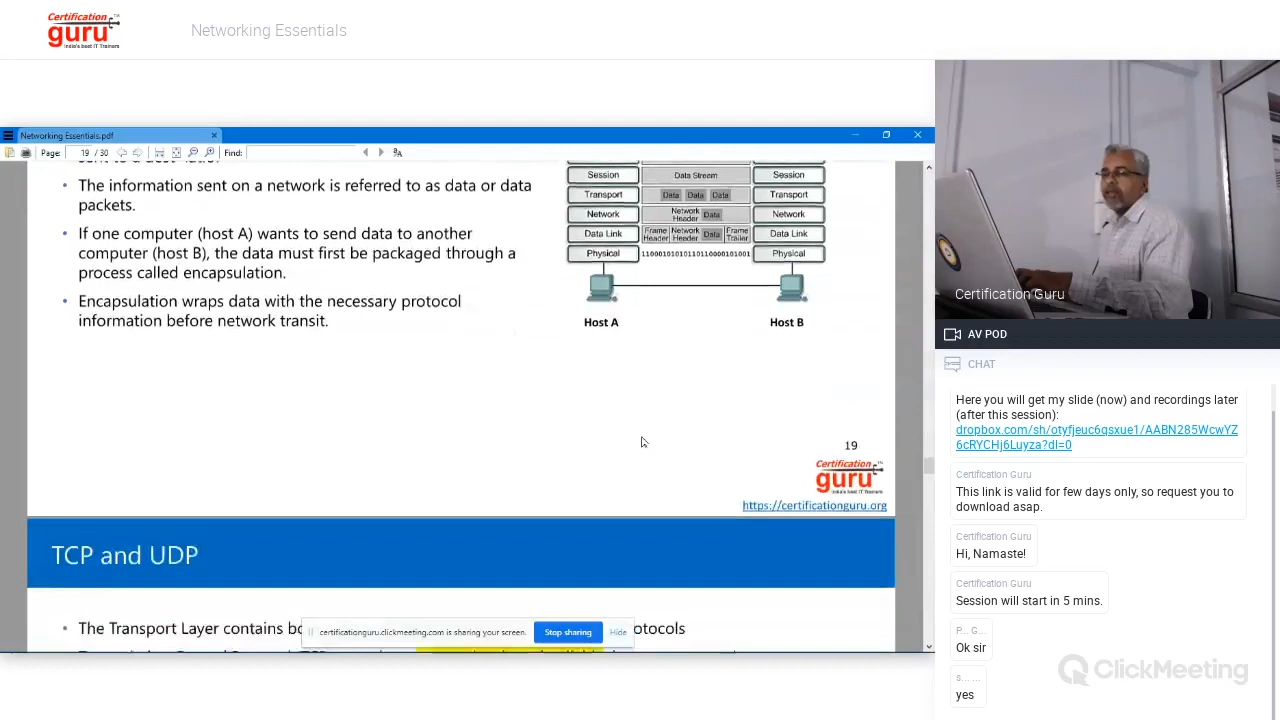 Certification
guru
India's best IT Trainers
Networking Essentials
Networking Essentials.pdf
Page: 19 / 30 Find:
• The information sent on a network is referred to as data or data
packets.
• If one computer (host A) wants to send data to another
computer (host B), the data must first be packaged through a
process called encapsulation.
• Encapsulation wraps data with the necessary protocol
information before network transit.
Session Data Stream Session
Transport Data Data Data Transport
Network Network Header Data Network
Data Link Frame Header Network Header Data Frame Trailer Data Link
Physical 1100010101011011000010100 1 Physical
Host A Host B
19
Certification
guru
India's best IT Trainers
https://certificationguru.org
TCP and UDP
• The Transport Layer contains
certificationguru.clickmeeting.com is sharing your screen. Stop sharing Hide
Certification Guru
AV POD
CHAT
Here you will get my slide (now) and recordings later
(after this session):
dropbox.com/sh/otyfjeuc6qsxue1/AABN285WcwYZ
6cRYCHj6Luyza?dl=0
Certification Guru
This link is valid for few days only, so request you to
download asap.
Certification Guru
Hi, Namaste!
Certification Guru
Session will start in 5 mins.
P... G...
Ok sir
s... ...
yes
ClickMeeting